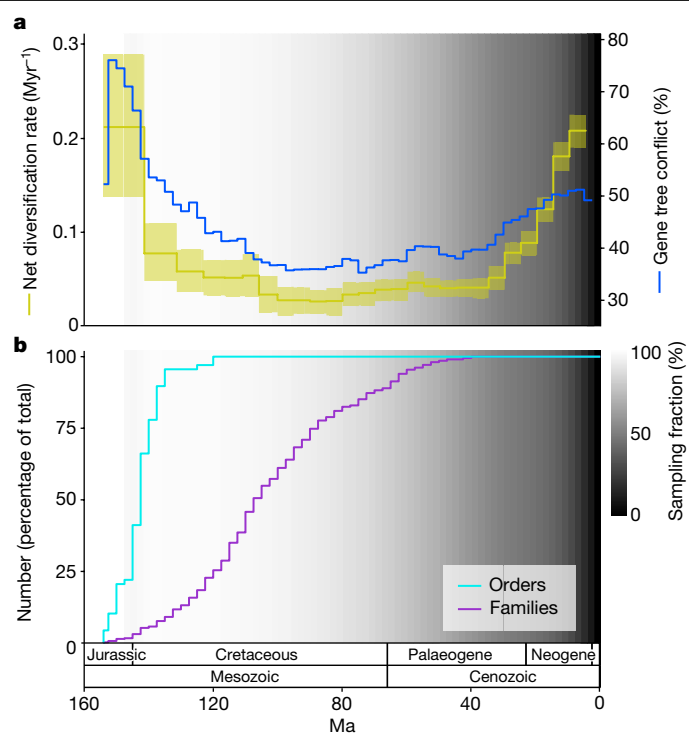 a
0.3
0.2
0.1
0
Net diversification rate (Myr⁻¹)
80
70
60
50
40
30
Gene tree conflict (%)
b
100
75
50
25
0
Number (percentage of total)
Orders
Families
100
50
0
Sampling fraction (%)
Jurassic Cretaceous Palaeogene Neogene
Mesozoic Cenozoic
160 120 80 40 0
Ma